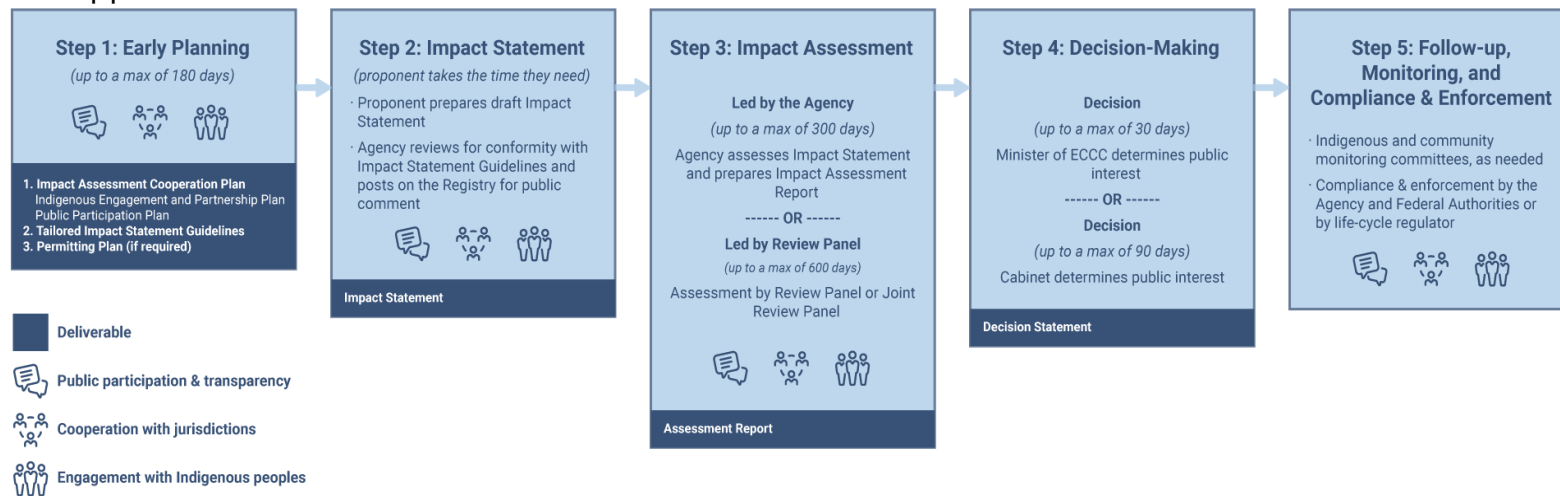 Step 1: Early Planning
(up to a max of 180 days)
1. Impact Assessment Cooperation Plan
Indigenous Engagement and Partnership Plan
Public Participation Plan
2. Tailored Impact Statement Guidelines
3. Permitting Plan (if required)
Step 2: Impact Statement
(proponent takes the time they need)
· Proponent prepares draft Impact
Statement
· Agency reviews for conformity with
Impact Statement Guidelines and
posts on the Registry for public
comment
Impact Statement
Step 3: Impact Assessment
Led by the Agency
(up to a max of 300 days)
Agency assesses Impact Statement
and prepares Impact Assessment
Report
------ OR ------
Led by Review Panel
(up to a max of 600 days)
Assessment by Review Panel or Joint
Review Panel
Assessment Report
Step 4: Decision-Making
Decision
(up to a max of 30 days)
Minister of ECCC determines public
interest
------ OR ------
Decision
(up to a max of 90 days)
Cabinet determines public interest
Decision Statement
Step 5: Follow-up,
Monitoring, and
Compliance & Enforcement
· Indigenous and community
monitoring committees, as needed
· Compliance & enforcement by the
Agency and Federal Authorities or
by life-cycle regulator
Deliverable
Public participation & transparency
Cooperation with jurisdictions
Engagement with Indigenous peoples